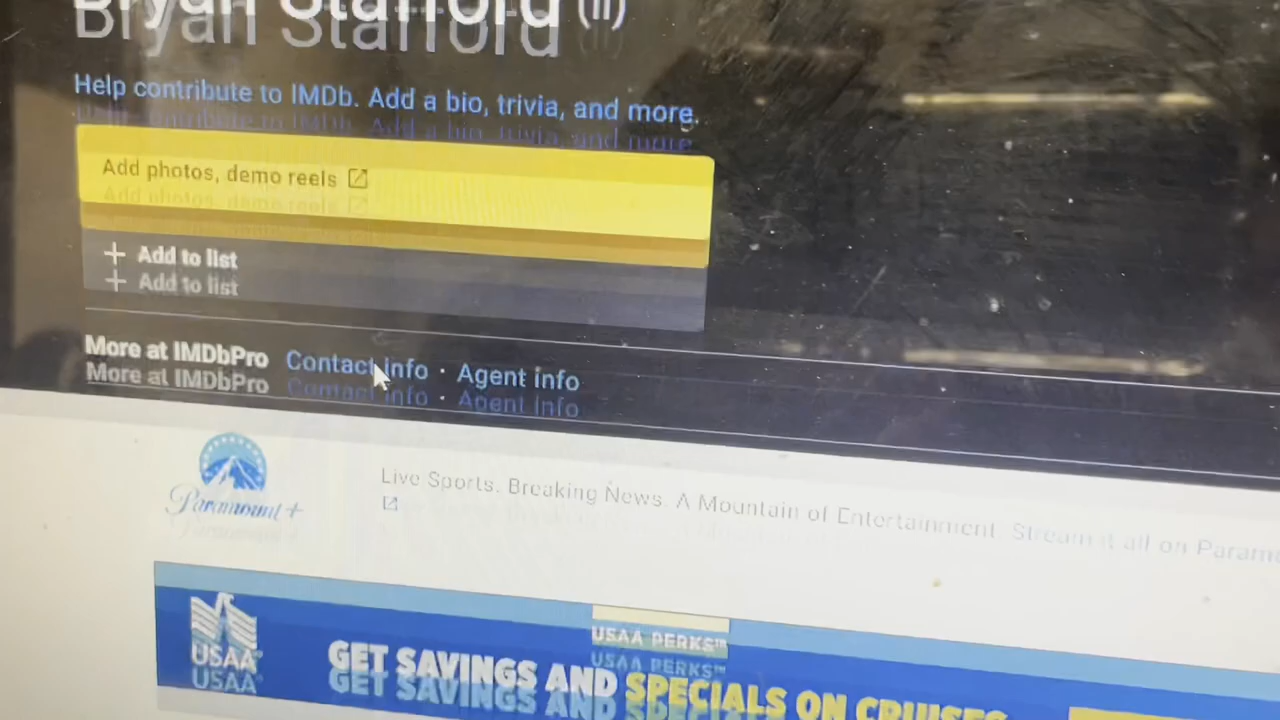 Bryan Stafford (II)
Help contribute to IMDb. Add a bio, trivia, and more.
Add photos, demo reels
+ Add to list
More at IMDbPro Contact info · Agent info
Paramount+
Live Sports. Breaking News. A Mountain of Entertainment. Stream it all on Paramo
USAA
USAA PERKS™
GET SAVINGS AND SPECIALS ON CRUISES